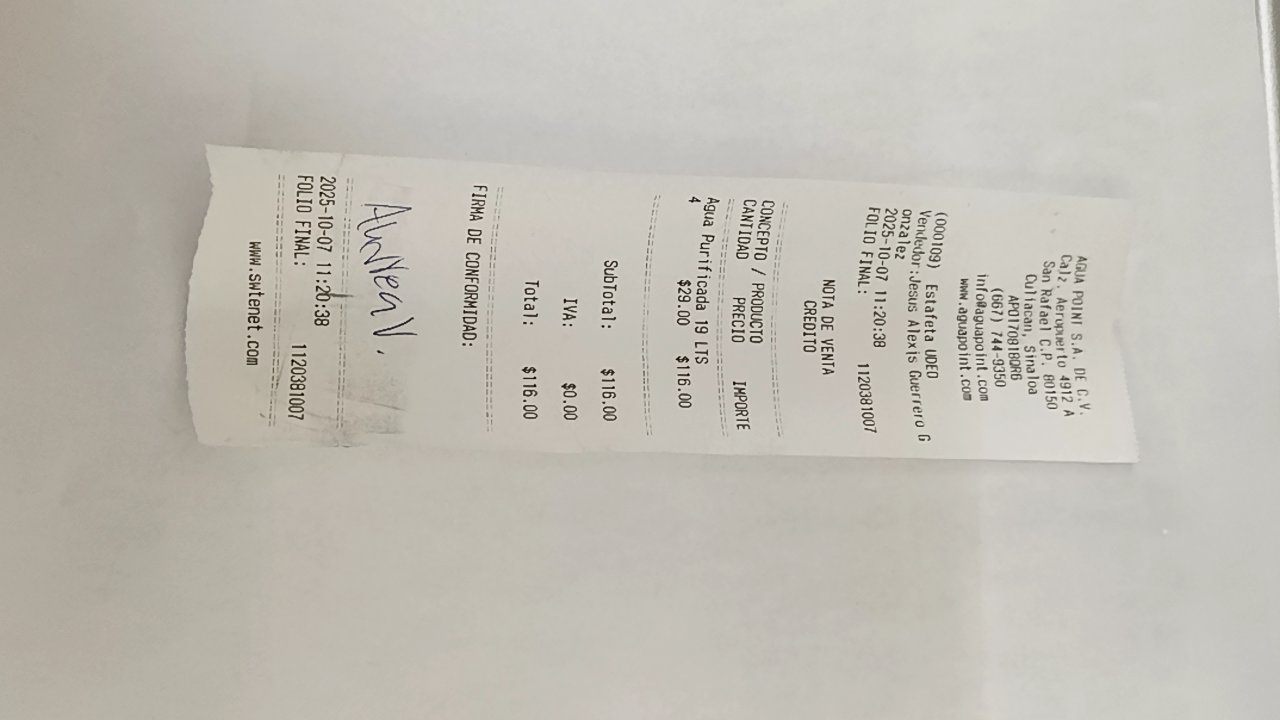 AGUA POINT S.A. DE C.V.
Calz. Aeropuerto 4912 A
San Rafael C.P. 80150
Culiacan, Sinaloa
APO170818QR6
(667) 744-9350
info@aguapoint.com
www.aguapoint.com
(000109) Estafeta UDEO
Vendedor:Jesus Alexis Guerrero G
onzalez
2025-10-07 11:20:38
FOLIO FINAL: 1120381007
NOTA DE VENTA
CREDITO
CONCEPTO / PRODUCTO
CANTIDAD PRECIO IMPORTE
Agua Purificada 19 LTS
4 $29.00 $116.00
SubTotal: $116.00
IVA: $0.00
Total: $116.00
FIRMA DE CONFORMIDAD:
2025-10-07 11:20:38
FOLIO FINAL: 1120381007
www.swtenet.com